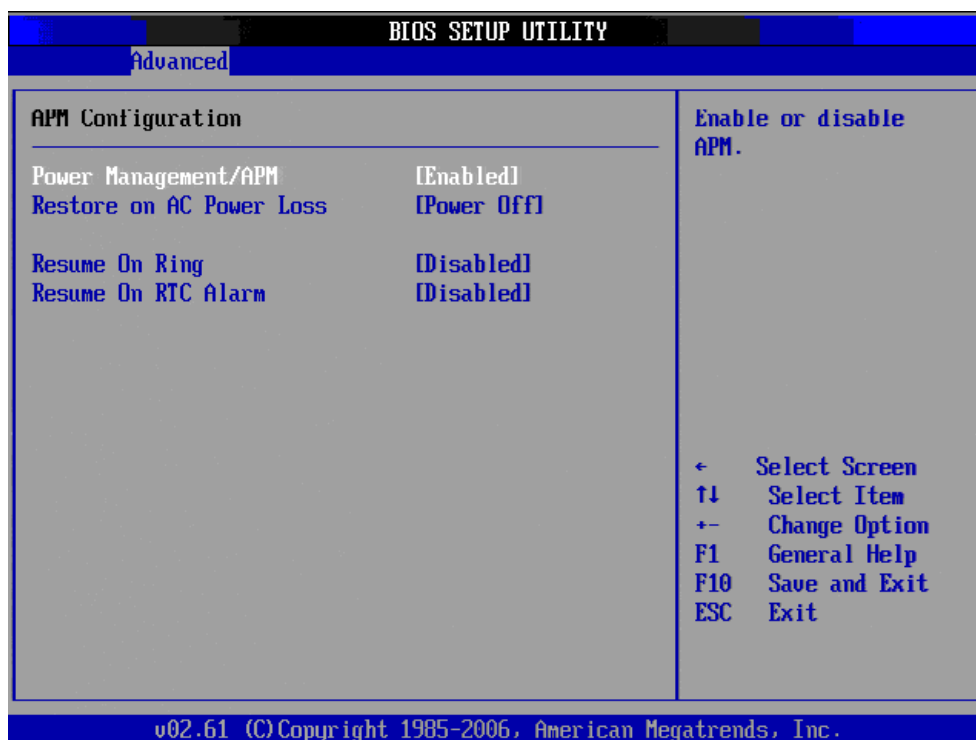 BIOS SETUP UTILITY
Advanced
APM Configuration
Power Management/APM [Enabled]
Restore on AC Power Loss [Power Off]
Resume On Ring [Disabled]
Resume On RTC Alarm [Disabled]
Enable or disable
APM.
← Select Screen
↑↓ Select Item
+- Change Option
F1 General Help
F10 Save and Exit
ESC Exit
v02.61 (C)Copyright 1985-2006, American Megatrends, Inc.